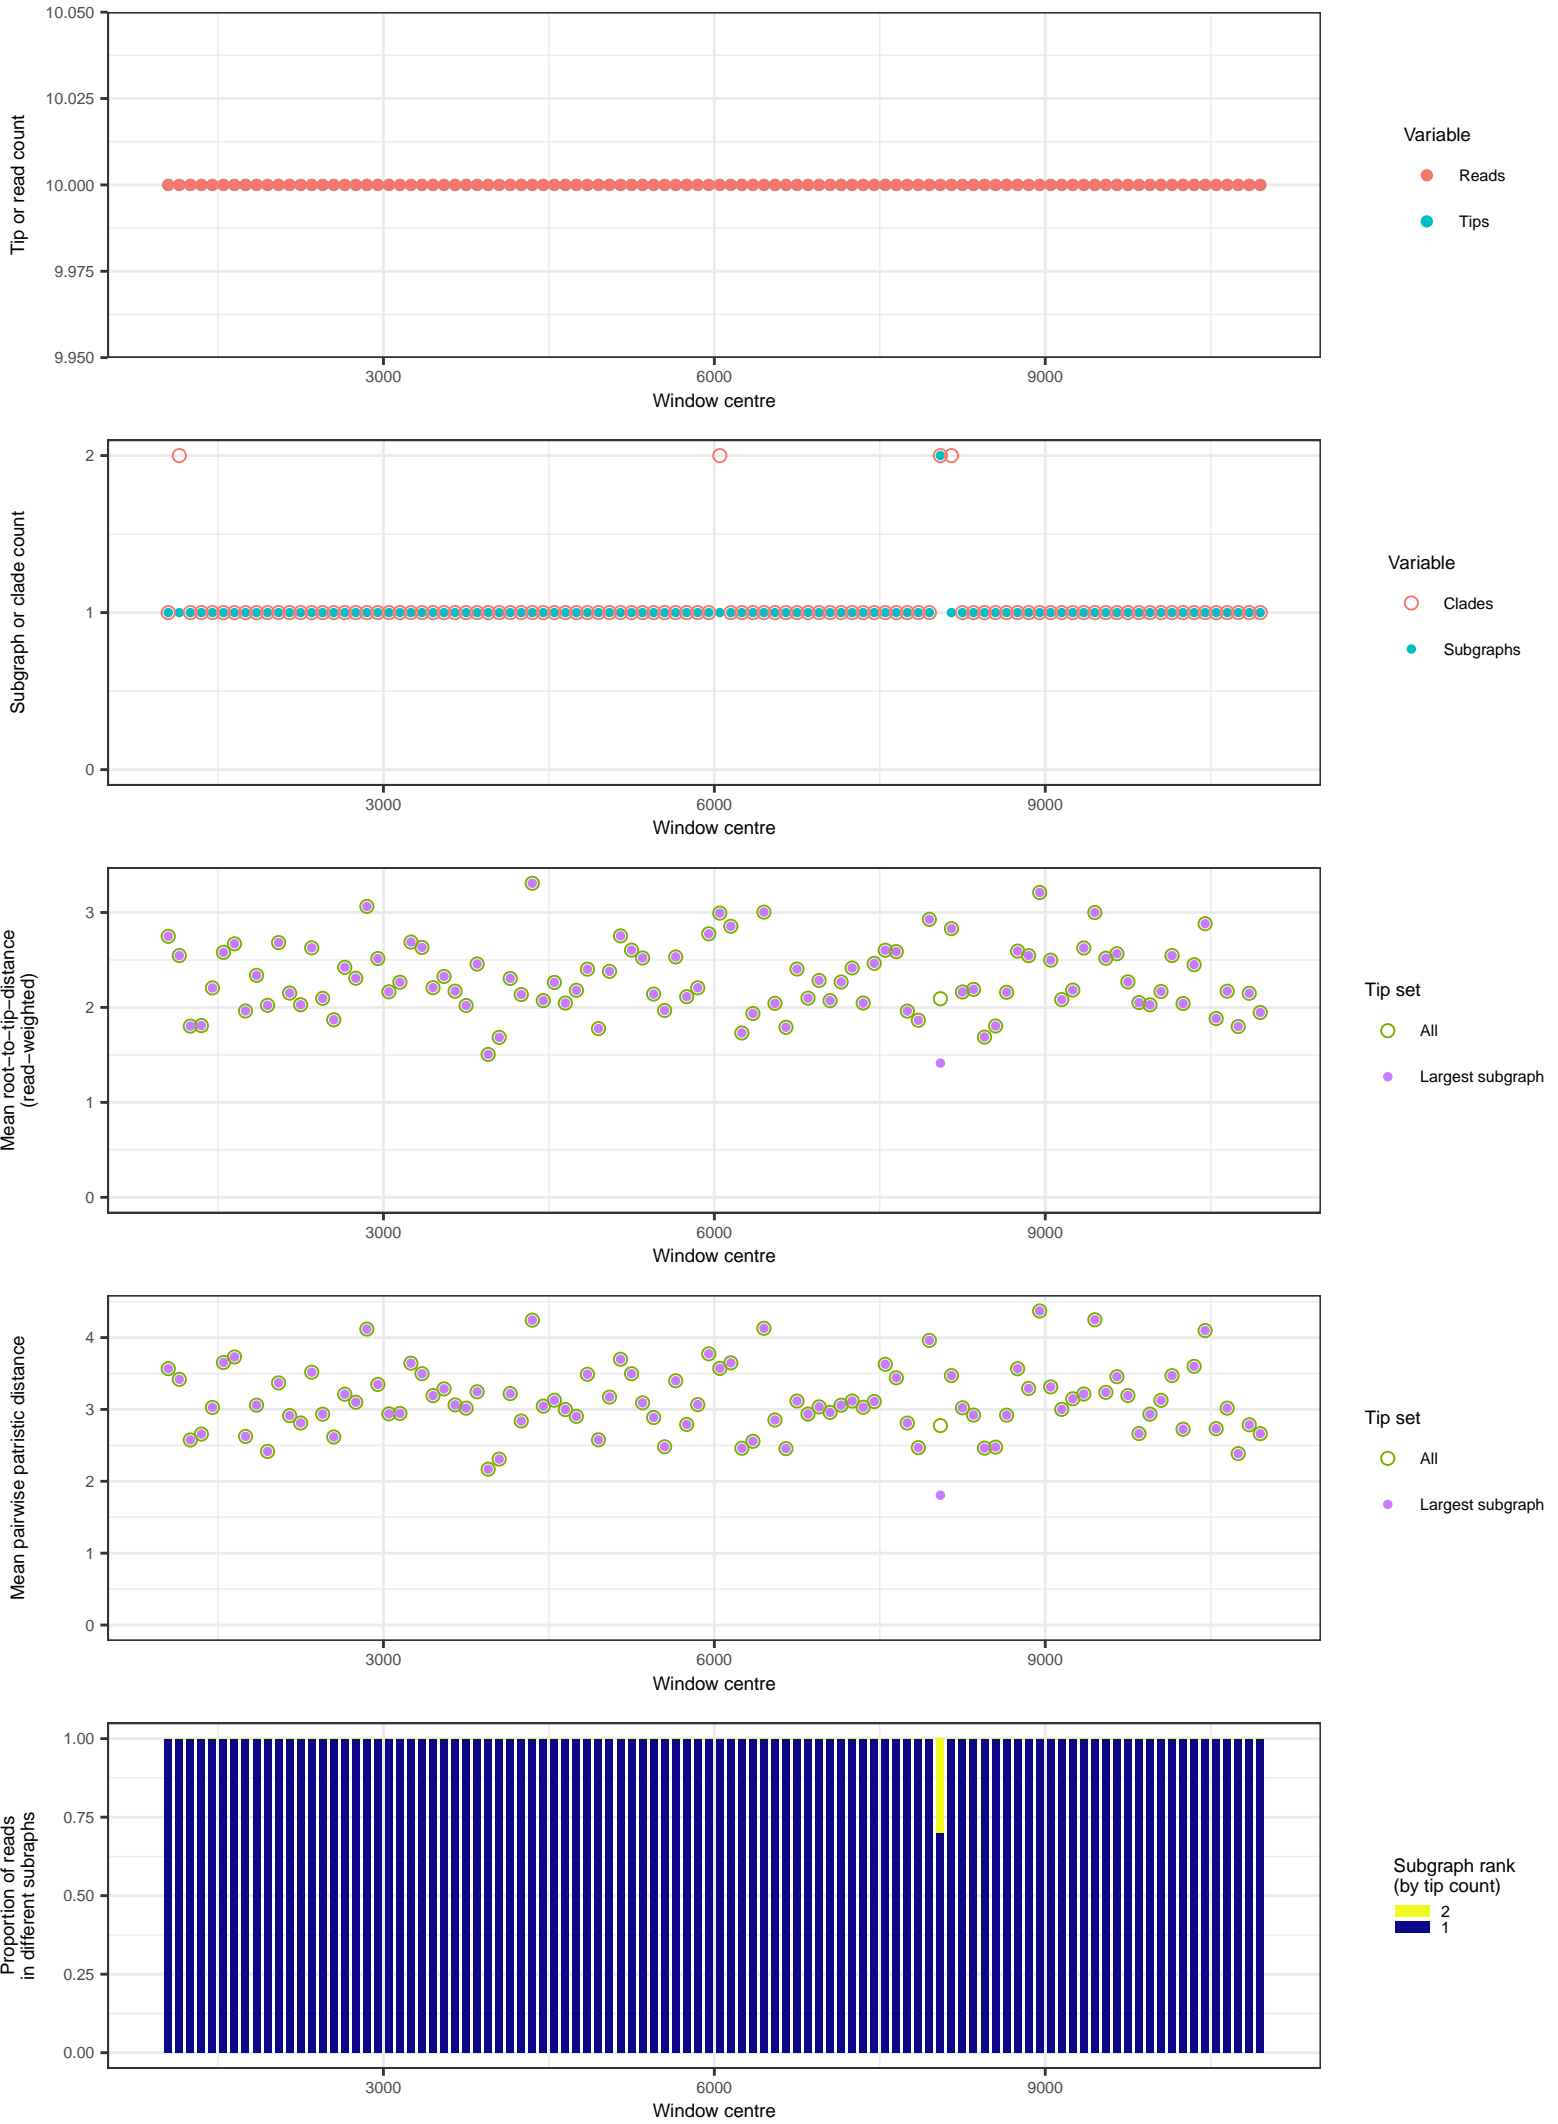 10.050
10.025
10.000
9.975
9.950
Tip or read count
3000 6000 9000
Window centre
Variable
Reads
Tips
2
1
0
Subgraph or clade count
3000 6000 9000
Window centre
Variable
Clades
Subgraphs
3
2
1
0
Mean root−to−tip−distance
(read−weighted)
3000 6000 9000
Window centre
Tip set
All
Largest subgraph
4
3
2
1
0
Mean pairwise patristic distance
3000 6000 9000
Window centre
Tip set
All
Largest subgraph
1.00
0.75
0.50
0.25
0.00
Proportion of reads
in different subraphs
3000 6000 9000
Window centre
Subgraph rank
(by tip count)
2
1